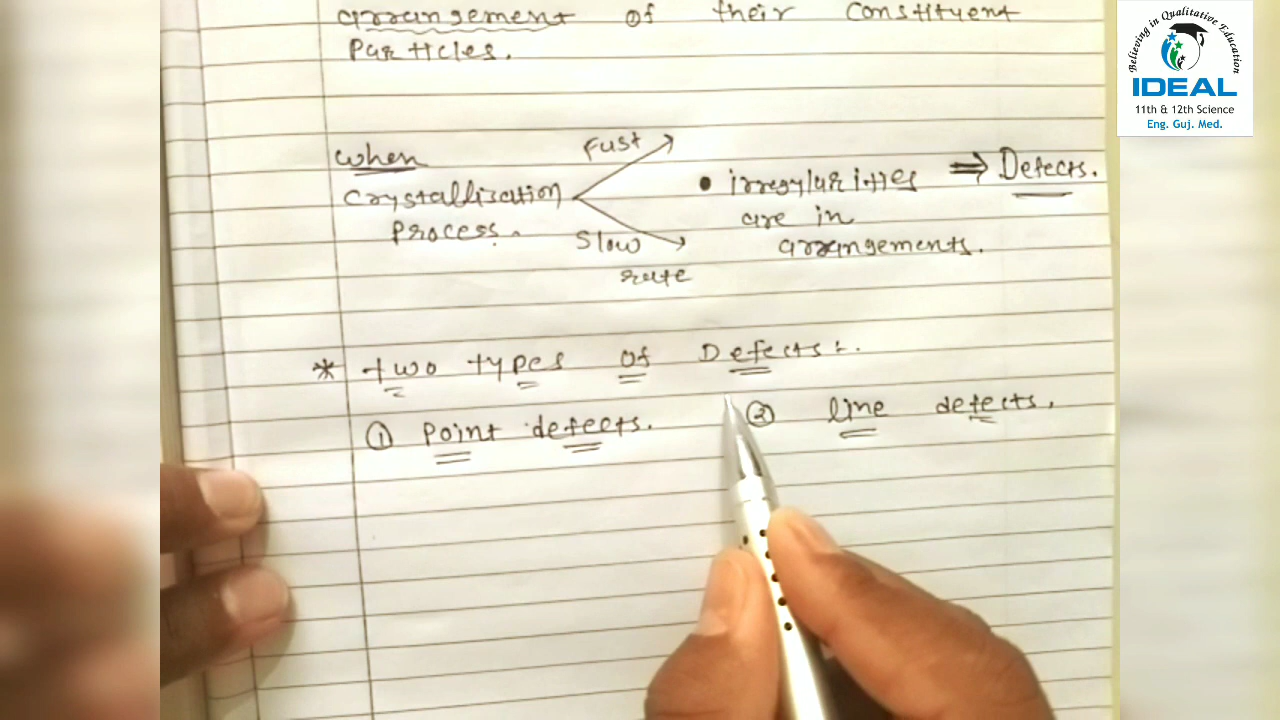 arrangement of their constituent
Particles.
when
crystallization
Process.
Fast
Slow
rate
• irregularities
are in
arrangements.
⇒ Defects.
* two types of Defects :.
① Point defects.
② line defects.
Believing in Qualitative Education
IDEAL
11th & 12th Science
Eng. Guj. Med.